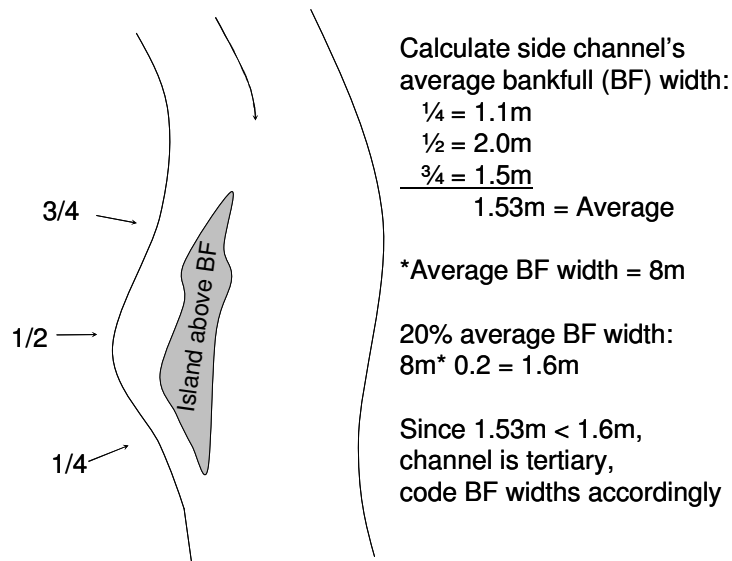 Calculate side channel's
average bankfull (BF) width:
¼ = 1.1m
½ = 2.0m
¾ = 1.5m
1.53m = Average
*Average BF width = 8m
20% average BF width:
8m* 0.2 = 1.6m
Since 1.53m < 1.6m,
channel is tertiary,
code BF widths accordingly
3/4
1/2
1/4
Island above BF